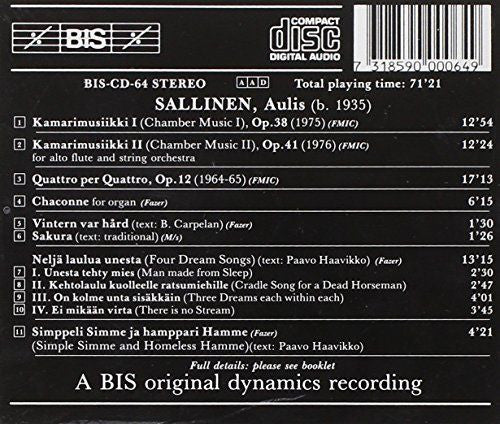 BIS
COMPACT
disc
DIGITAL AUDIO
7 318590 000649
BIS-CD-64 STEREO A A D Total playing time: 71'21
SALLINEN, Aulis (b. 1935)
1 Kamarimusiikki I (Chamber Music I), Op.38 (1975) (FMIC) 12'54
2 Kamarimusiikki II (Chamber Music II), Op.41 (1976) (FMIC) 12'24
for alto flute and string orchestra
3 Quattro per Quattro, Op.12 (1964-65) (FMIC) 17'13
4 Chaconne for organ (Fazer) 6'15
5 Vintern var hård (text: B. Carpelan) (Fazer) 1'30
6 Sakura (text: traditional) (M/s) 1'26
Neljä laulua unesta (Four Dream Songs) (text: Paavo Haavikko) (Fazer) 13'15
7 I. Unesta tehty mies (Man made from Sleep) 2'30
8 II. Kehtolaulu kuolleelle ratsumiehille (Cradle Song for a Dead Horseman) 2'47
9 III. On kolme unta sisäkkäin (Three Dreams each within each) 4'01
10 IV. Ei mikään virta (There is no Stream) 3'45
11 Simppeli Simme ja hamppari Hamme (Fazer) 4'21
(Simple Simme and Homeless Hamme)(text: Paavo Haavikko)
Full details: please see booklet
A BIS original dynamics recording